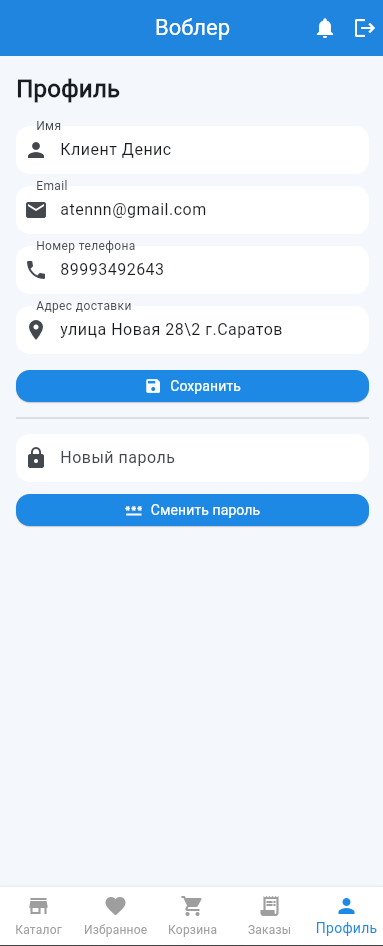 Воблер
Профиль
Имя
Клиент Денис
Email
atennn@gmail.com
Номер телефона
89993492643
Адрес доставки
улица Новая 28\2 г.Саратов
Сохранить
Новый пароль
Сменить пароль
Каталог Избранное Корзина Заказы Профиль